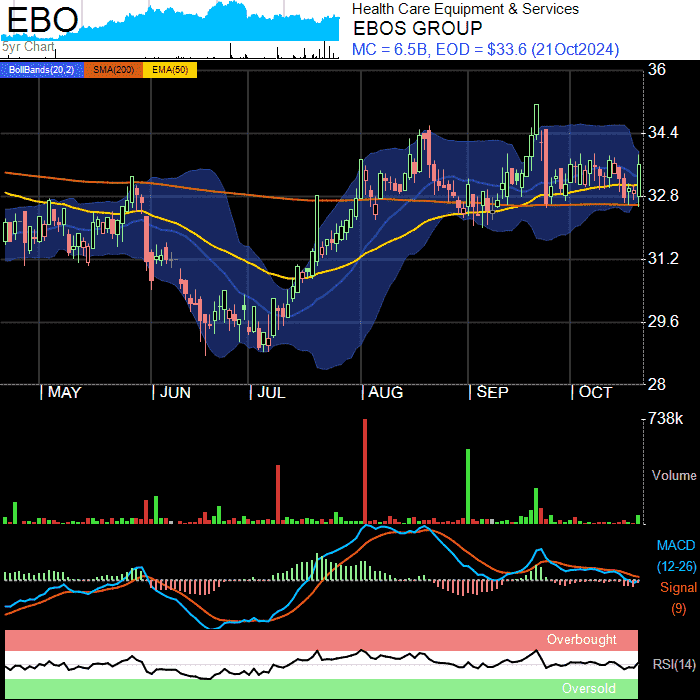 EBO
5yr Chart
Health Care Equipment & Services
EBOS GROUP
MC = 6.5B, EOD = $33.6 (21Oct2024)
BollBands(20,2) SMA(200) EMA(50)
36
34.4
32.8
31.2
29.6
28
MAY JUN JUL AUG SEP OCT
738k
Volume
MACD
(12-26)
Signal
(9)
Overbought
RSI(14)
Oversold